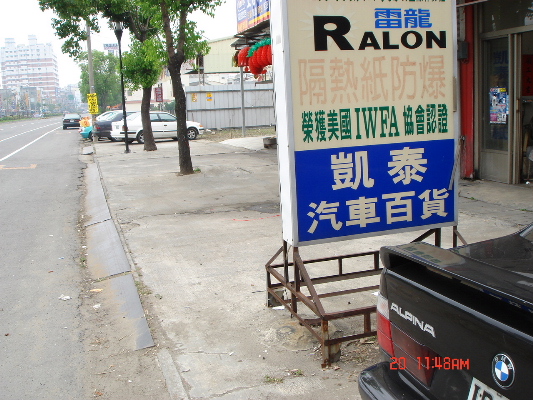 雷龍
RALON
隔熱紙防爆
榮獲美國IWFA協會認證
凱泰
汽車百貨
ALPINA
20 11:48AM